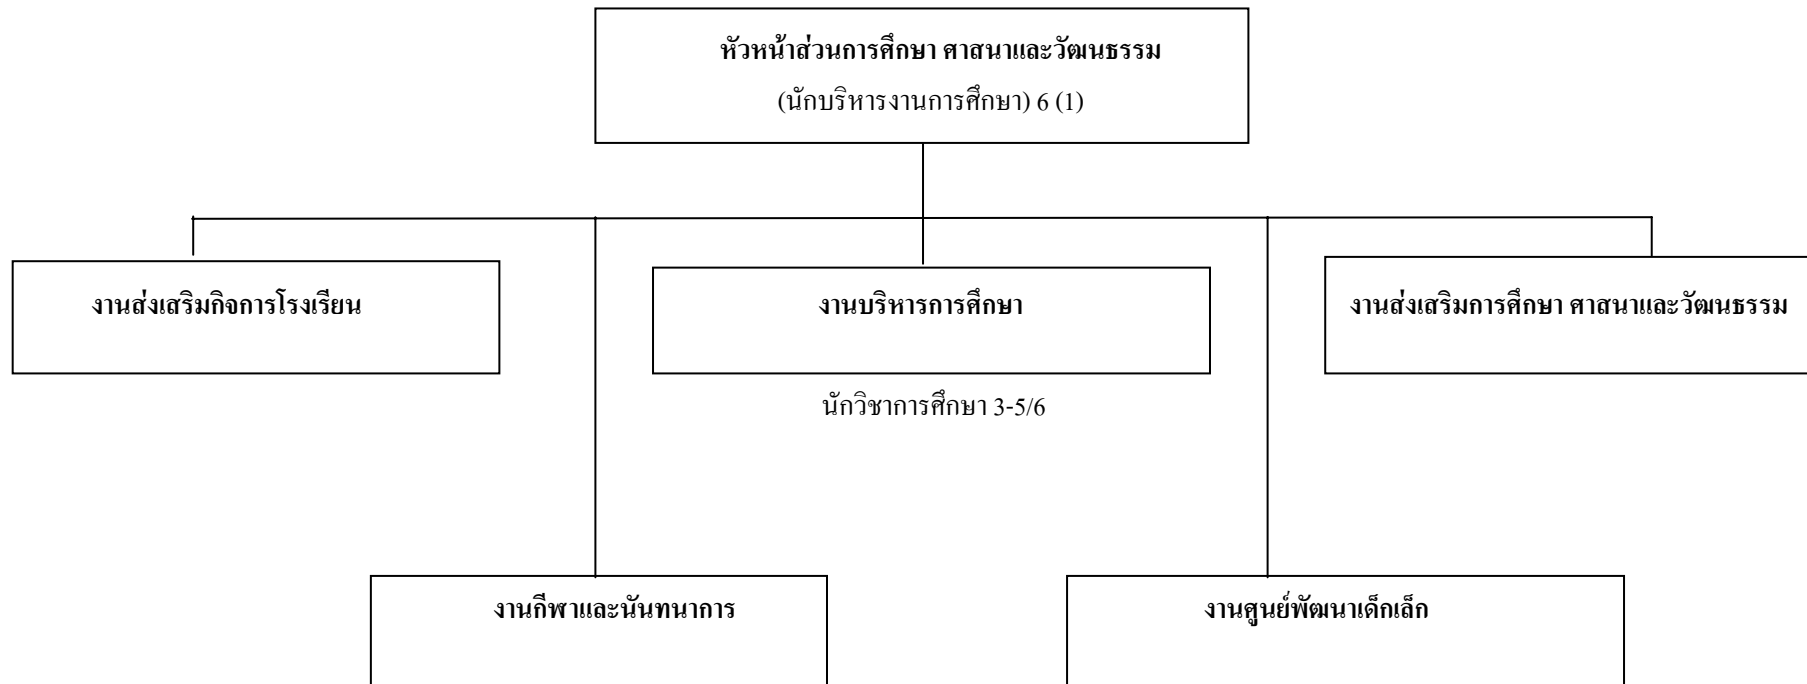 หัวหน้าส่วนการศึกษา ศาสนาและวัฒนธรรม
(นักบริหารงานการศึกษา) 6 (1)
งานส่งเสริมกิจการโรงเรียน
งานบริหารการศึกษา
งานส่งเสริมการศึกษา ศาสนาและวัฒนธรรม
นักวิชาการศึกษา 3-5/6
งานกีฬาและนันทนาการ
งานศูนย์พัฒนาเด็กเล็ก